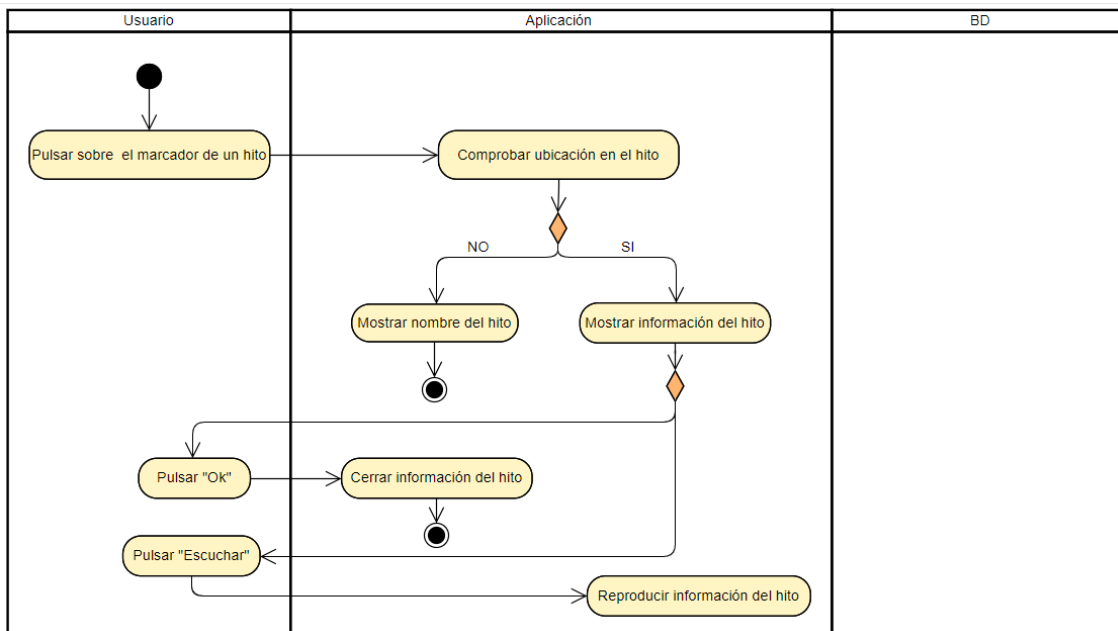 Usuario
Aplicación
BD
Pulsar sobre el marcador de un hito
Comprobar ubicación en el hito
NO
SI
Mostrar nombre del hito
Mostrar información del hito
Pulsar "Ok"
Cerrar información del hito
Pulsar "Escuchar"
Reproducir información del hito